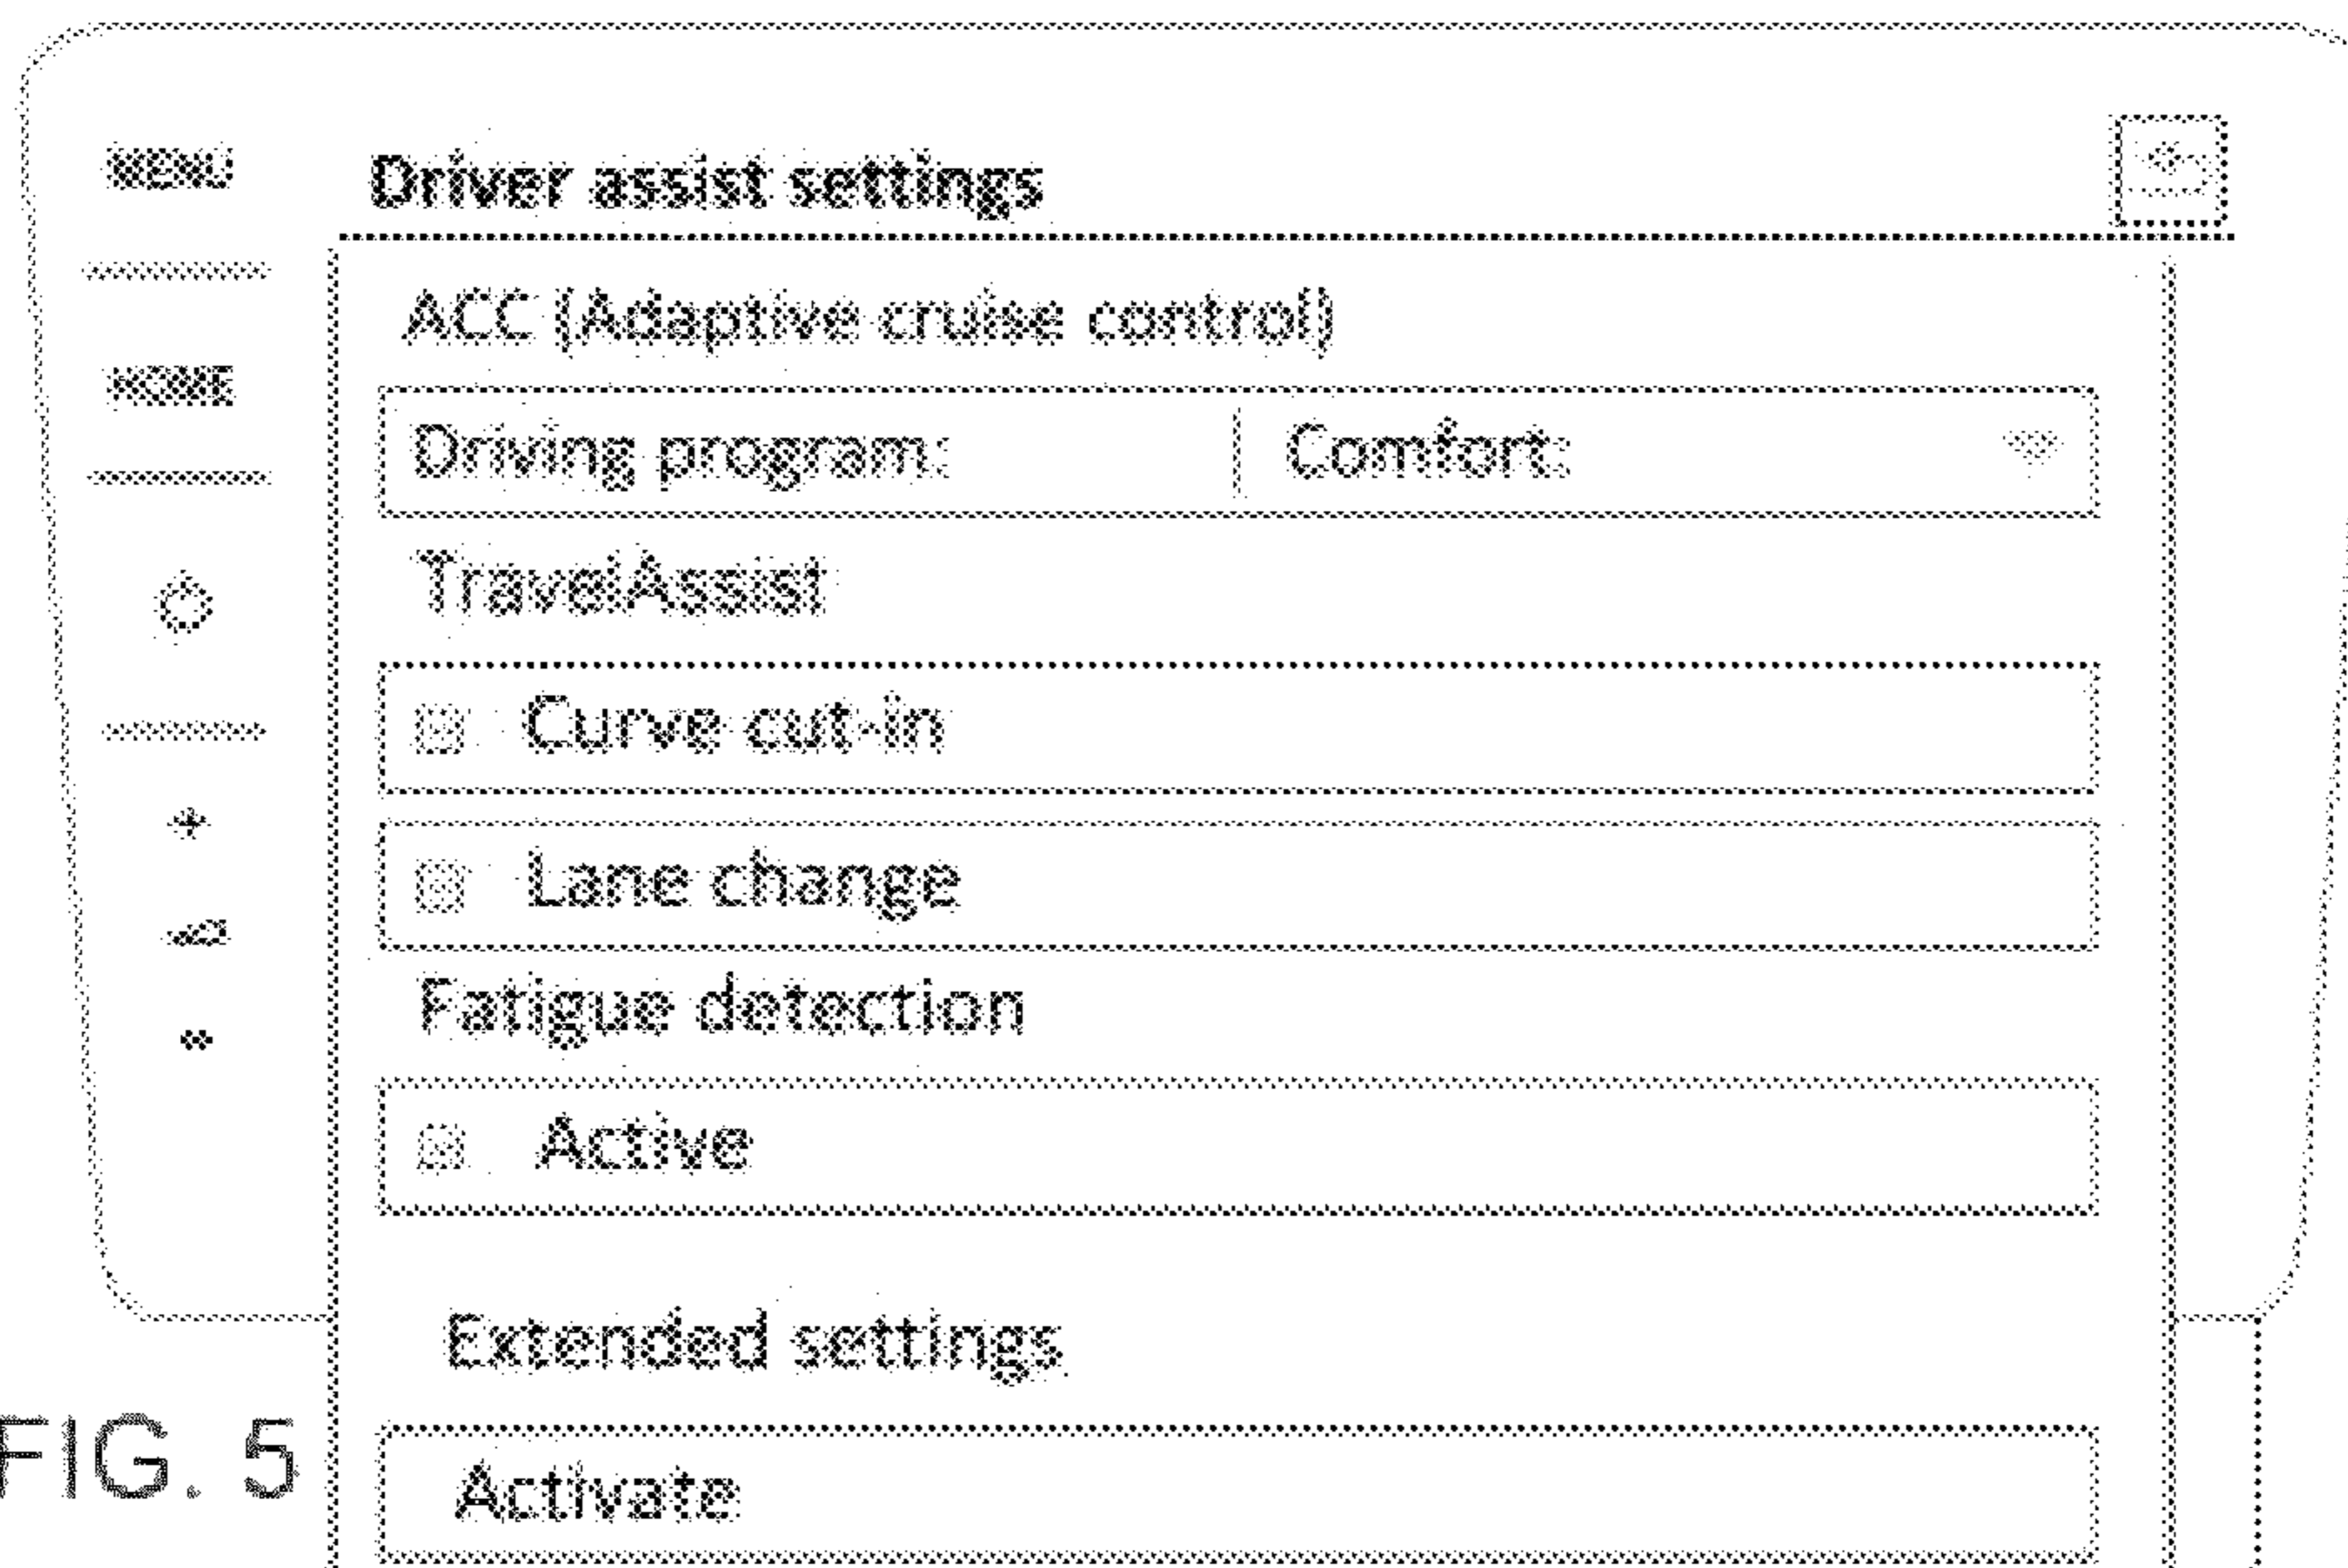 MENU
Driver assist settings
ACC (Adaptive cruise control)
HOME
Driving program: Comfort:
TravelAssist
Curve cut-in
Lane change
Fatigue detection
Active
Extended settings
FIG. 5
Activate